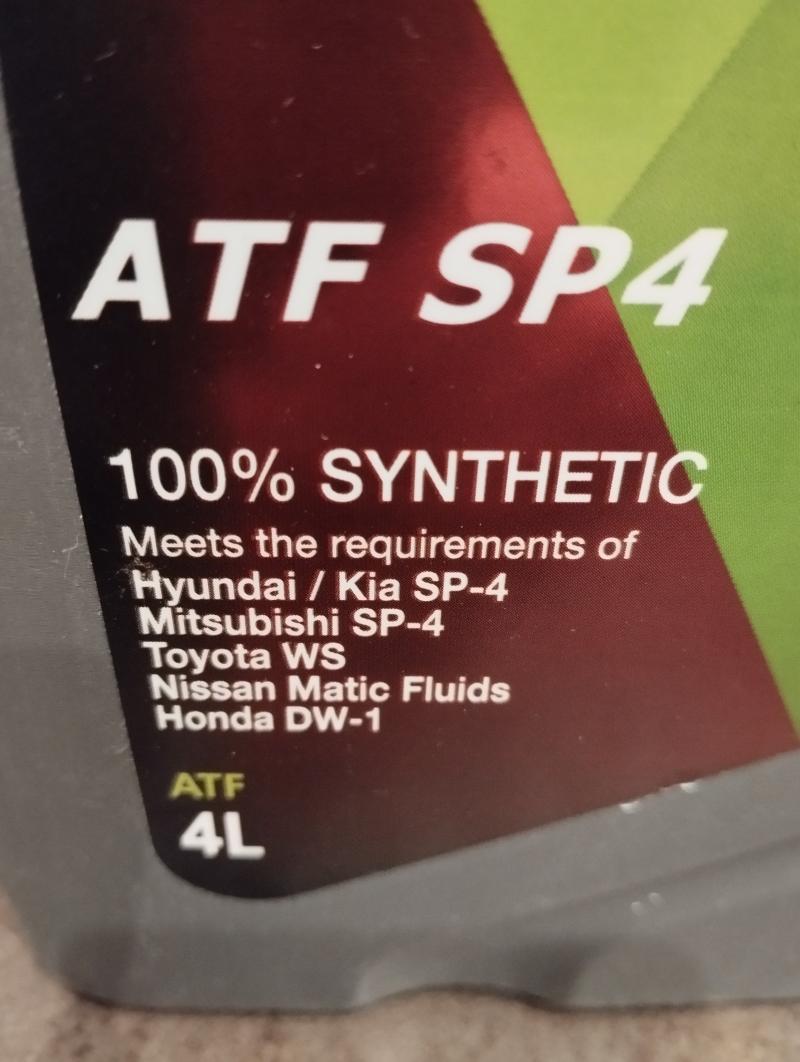 ATF SP4
100% SYNTHETIC
Meets the requirements of
Hyundai / Kia SP-4
Mitsubishi SP-4
Toyota WS
Nissan Matic Fluids
Honda DW-1
ATF
4L